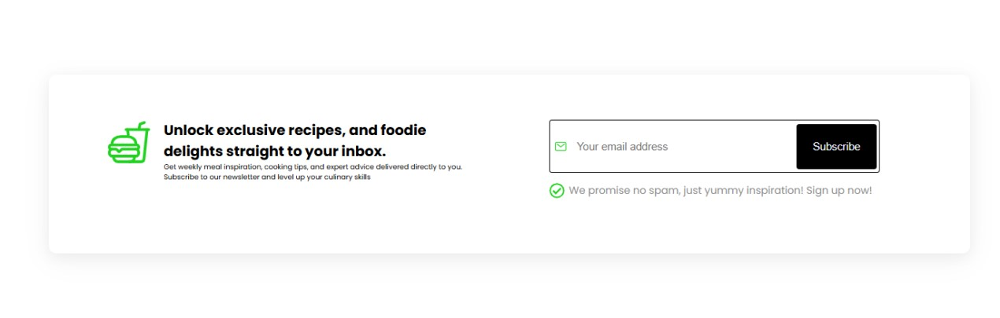 Unlock exclusive recipes, and foodie
delights straight to your inbox.
Get weekly meal inspiration, cooking tips, and expert advice delivered directly to you.
Subscribe to our newsletter and level up your culinary skills
Your email address
Subscribe
We promise no spam, just yummy inspiration! Sign up now!